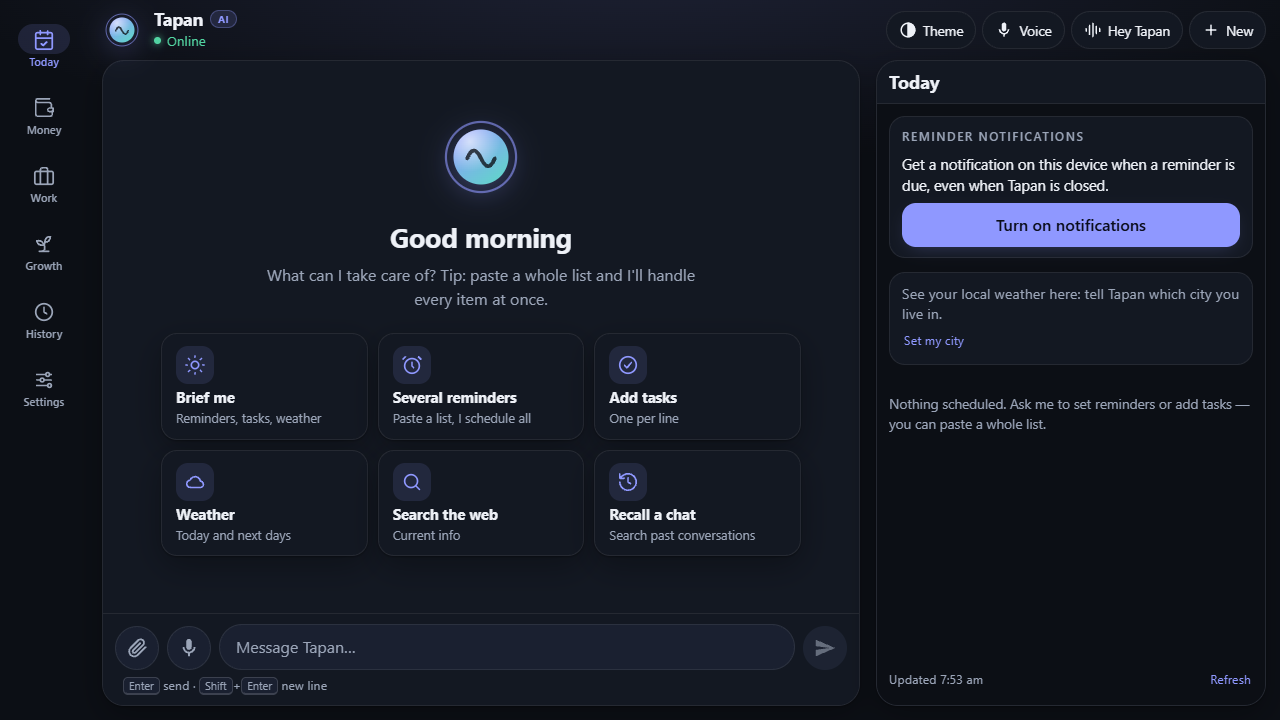 Today
Money
Work
Growth
History
Settings
Tapan AI
Online
Theme
Voice
Hey Tapan
New
Good morning
What can I take care of? Tip: paste a whole list and I'll handle
every item at once.
Brief me
Reminders, tasks, weather
Several reminders
Paste a list, I schedule all
Add tasks
One per line
Weather
Today and next days
Search the web
Current info
Recall a chat
Search past conversations
Message Tapan...
Enter send · Shift + Enter new line
Today
REMINDER NOTIFICATIONS
Get a notification on this device when a reminder is
due, even when Tapan is closed.
Turn on notifications
See your local weather here: tell Tapan which city you
live in.
Set my city
Nothing scheduled. Ask me to set reminders or add tasks —
you can paste a whole list.
Updated 7:53 am
Refresh